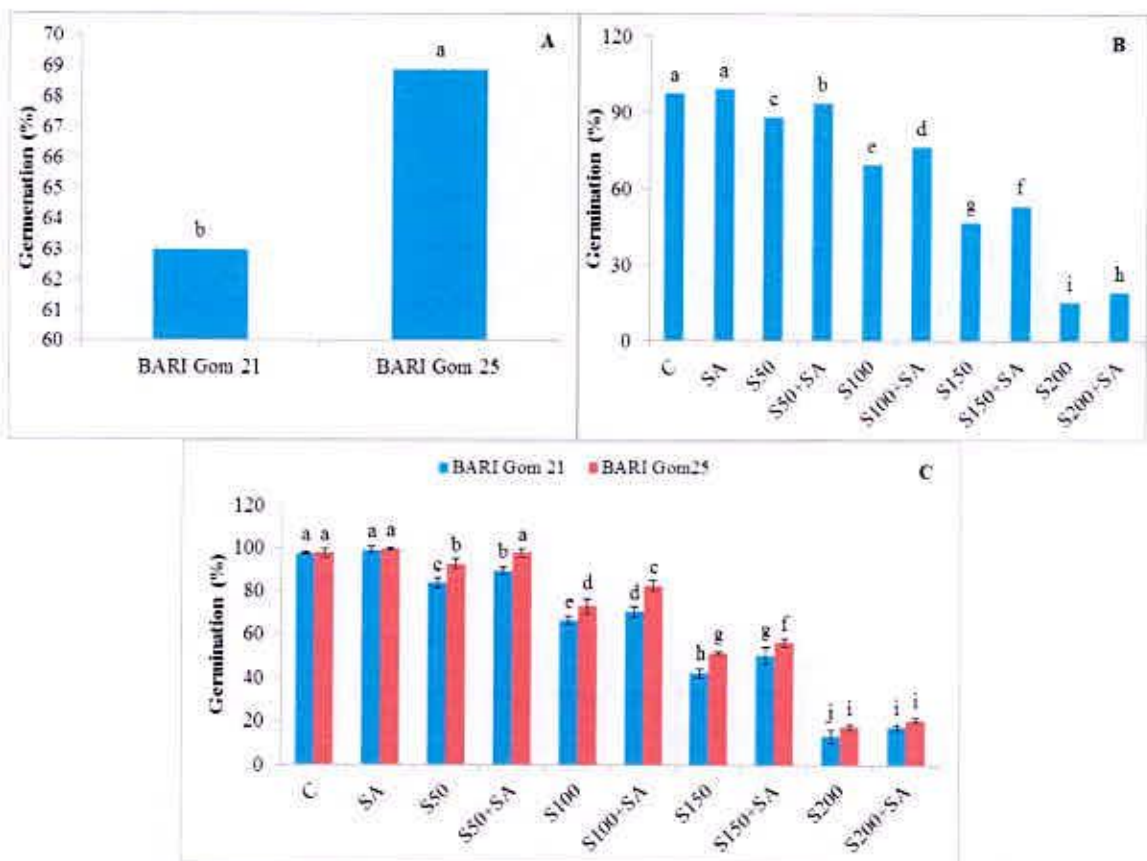 A
Germenation (%)
70
69
68
67
66
65
64
63
62
61
60
b
a
BARI Gom 21
BARI Gom 25
B
Germination (%)
120
90
60
30
0
a
a
c
b
e
d
g
f
i
h
C
SA
S50
S50+SA
S100
S100+SA
S150
S150+SA
S200
S200+SA
BARI Gom 21
BARI Gom25
C
Germination (%)
120
100
80
60
40
20
0
a a
a a
c b
b a
e d
d c
h g
g f
j i
i i
C
SA
S50
S50+SA
S100
S100+SA
S150
S150+SA
S200
S200+SA